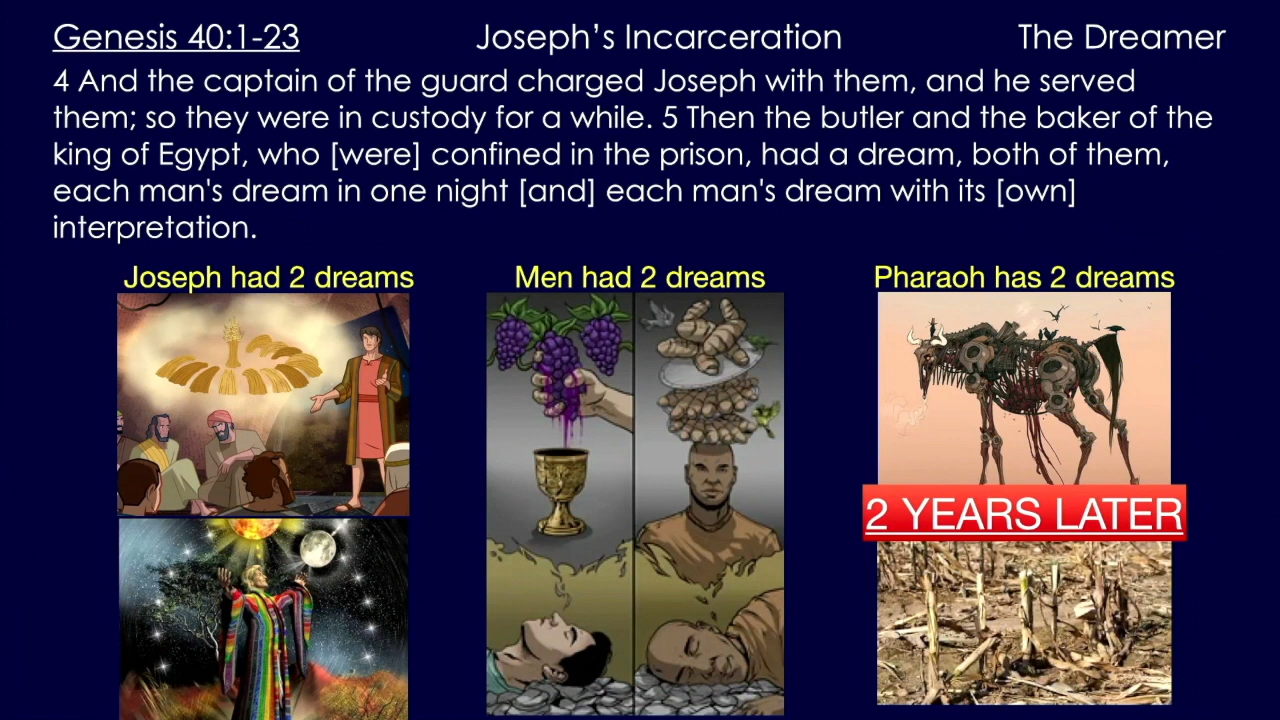 Genesis 40:1-23 Joseph’s Incarceration The Dreamer
4 And the captain of the guard charged Joseph with them, and he served
them; so they were in custody for a while. 5 Then the butler and the baker of the
king of Egypt, who [were] confined in the prison, had a dream, both of them,
each man's dream in one night [and] each man's dream with its [own]
interpretation.
Joseph had 2 dreams Men had 2 dreams Pharaoh has 2 dreams
2 YEARS LATER